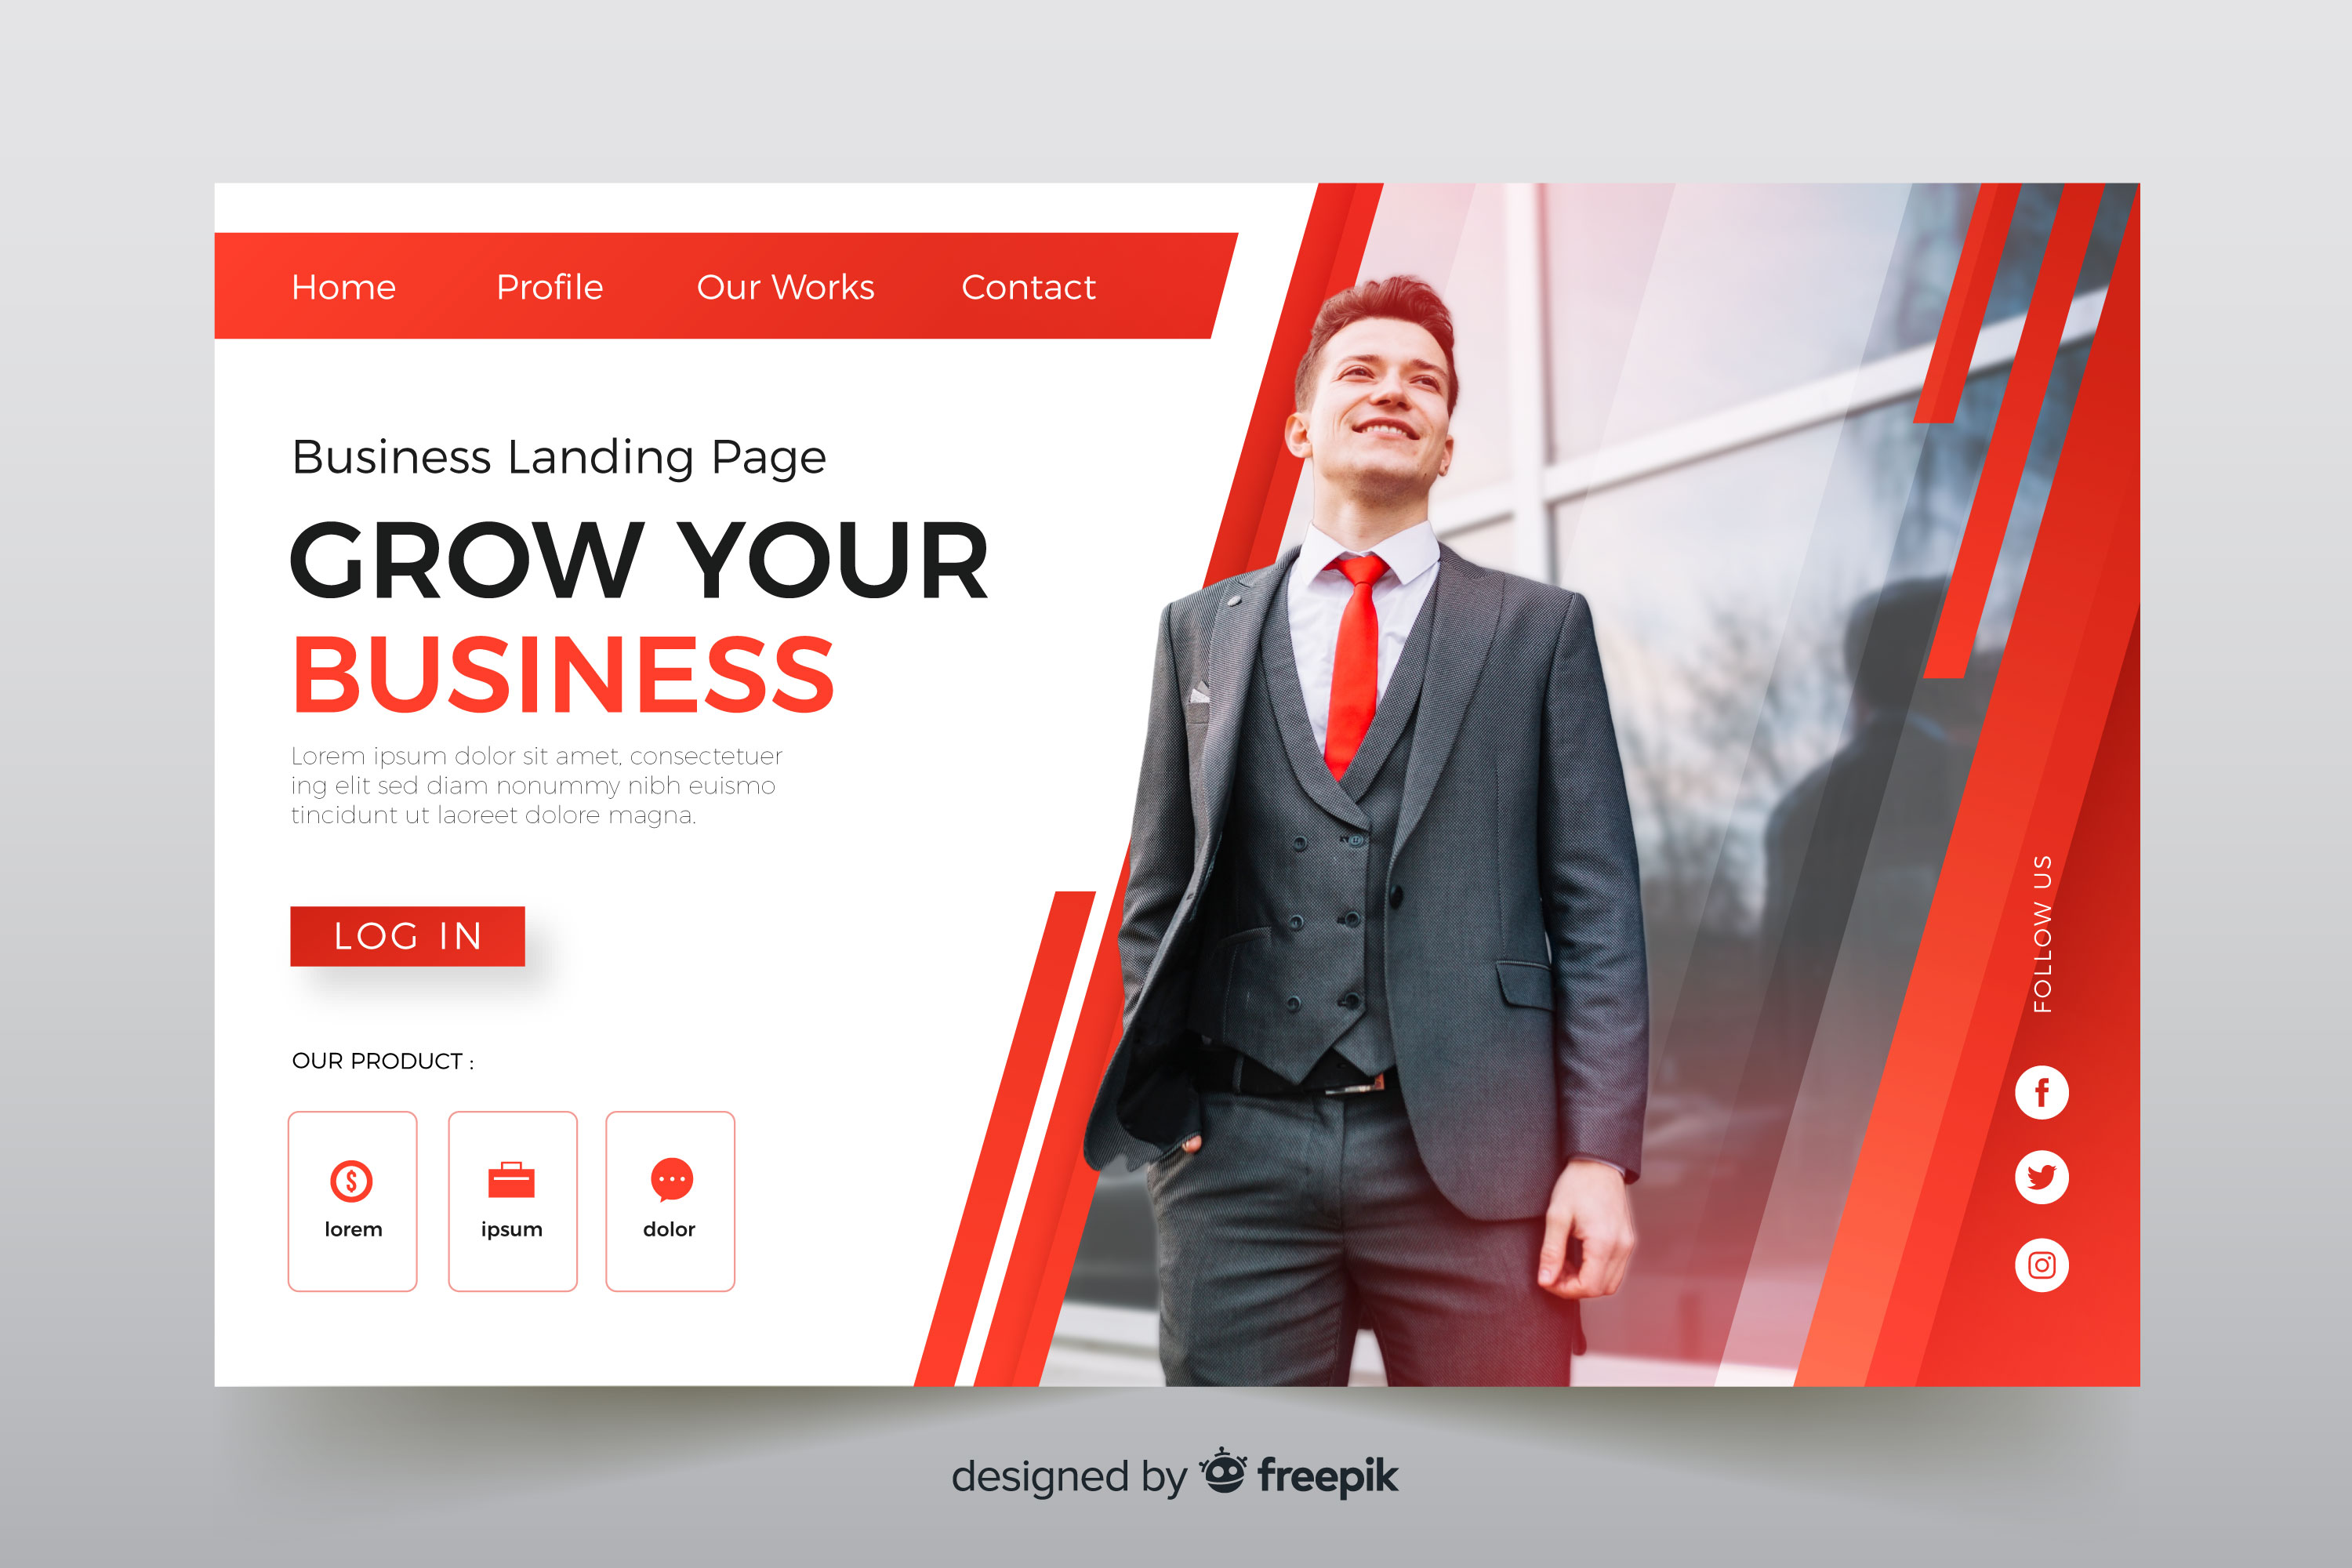 Home Profile Our Works Contact
Business Landing Page
GROW YOUR
BUSINESS
Lorem ipsum dolor sit amet, consectetuer
ing elit sed diam nonummy nibh euismo
tincidunt ut laoreet dolore magna.
LOG IN
OUR PRODUCT :
lorem ipsum dolor
FOLLOW US
designed by freepik